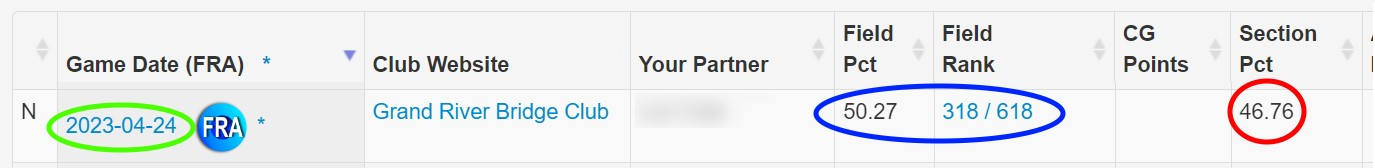 Game Date (FRA) * Club Website Your Partner Field Pct Field Rank CG Points Section Pct
N 2023-04-24 FRA * Grand River Bridge Club 50.27 318 / 618 46.76